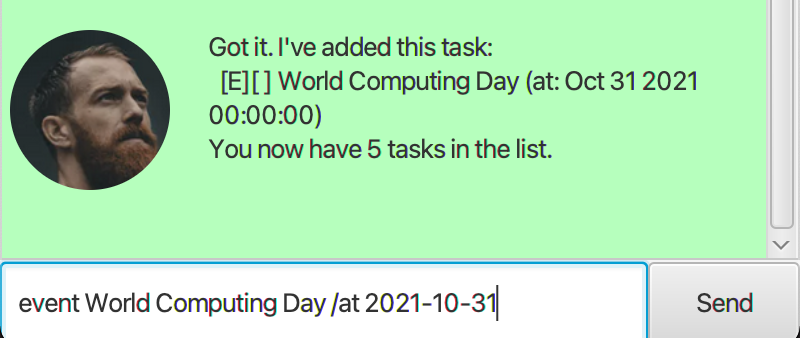 Got it. I've added this task:
[E][ ] World Computing Day (at: Oct 31 2021
00:00:00)
You now have 5 tasks in the list.
event World Computing Day /at 2021-10-31
Send